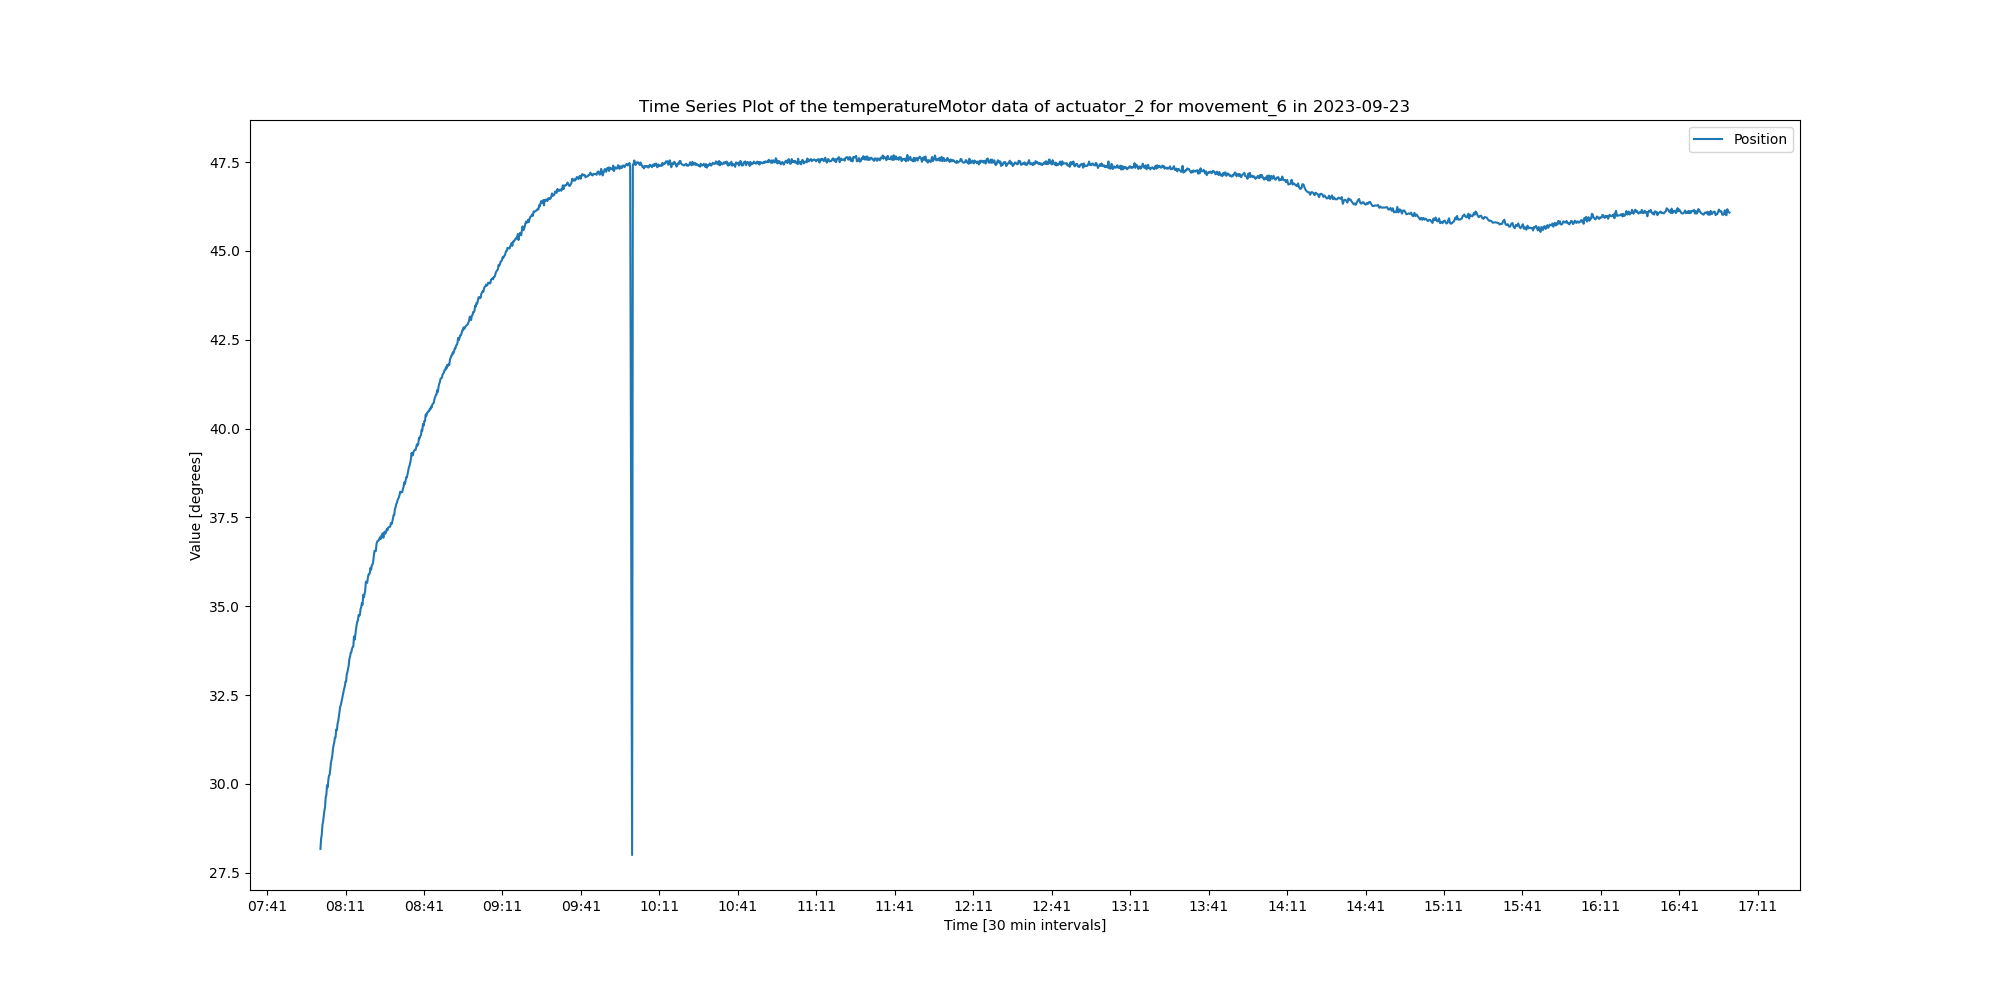 Time Series Plot of the temperatureMotor data of actuator_2 for movement_6 in 2023-09-23
Position
47.5
45.0
42.5
40.0
37.5
35.0
32.5
30.0
27.5
Value [degrees]
07:41 08:11 08:41 09:11 09:41 10:11 10:41 11:11 11:41 12:11 12:41 13:11 13:41 14:11 14:41 15:11 15:41 16:11 16:41 17:11
Time [30 min intervals]